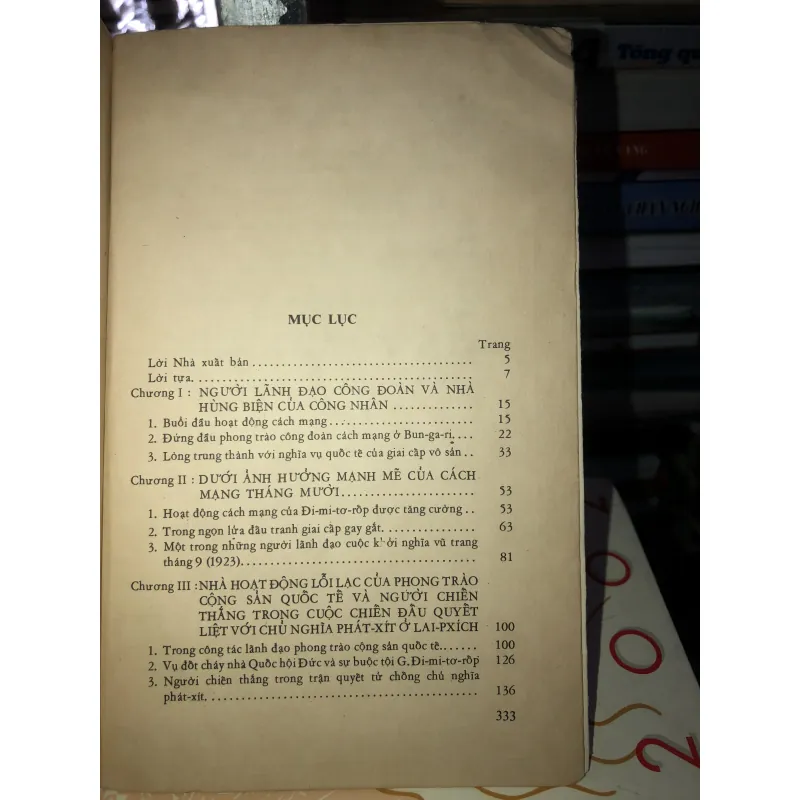 MỤC LỤC
Trang
Lời Nhà xuất bản 5
Lời tựa. 7
Chương I : NGƯỜI LÃNH ĐẠO CÔNG ĐOÀN VÀ NHÀ
HÙNG BIỆN CỦA CÔNG NHÂN 15
1. Buổi đầu hoạt động cách mạng 15
2. Đứng đầu phong trào công đoàn cách mạng ở Bun-ga-ri. 22
3. Lòng trung thành với nghĩa vụ quốc tế của giai cấp vô sản 33
Chương II : DƯỚI ẢNH HƯỞNG MẠNH MẼ CỦA CÁCH
MẠNG THÁNG MƯỜI 53
1. Hoạt động cách mạng của Đi-mi-tơ-rốp được tăng cường 53
2. Trong ngọn lửa đấu tranh giai cấp gay gắt. 63
3. Một trong những người lãnh đạo cuộc khởi nghĩa vũ trang
tháng 9 (1923) 81
Chương III : NHÀ HOẠT ĐỘNG LỖI LẠC CỦA PHONG TRÀO
CỘNG SẢN QUỐC TẾ VÀ NGƯỜI CHIẾN
THẮNG TRONG CUỘC CHIẾN ĐẤU QUYẾT
LIỆT VỚI CHỦ NGHĨA PHÁT-XÍT Ở LAI-PXÍCH 100
1. Trong công tác lãnh đạo phong trào cộng sản quốc tế. 100
2. Vụ đốt cháy nhà Quốc hội Đức và sự buộc tội G.Đi-mi-tơ-rốp 126
3. Người chiến thắng trong trận quyết tử chống chủ nghĩa
phát-xít. 136
333
Tổng